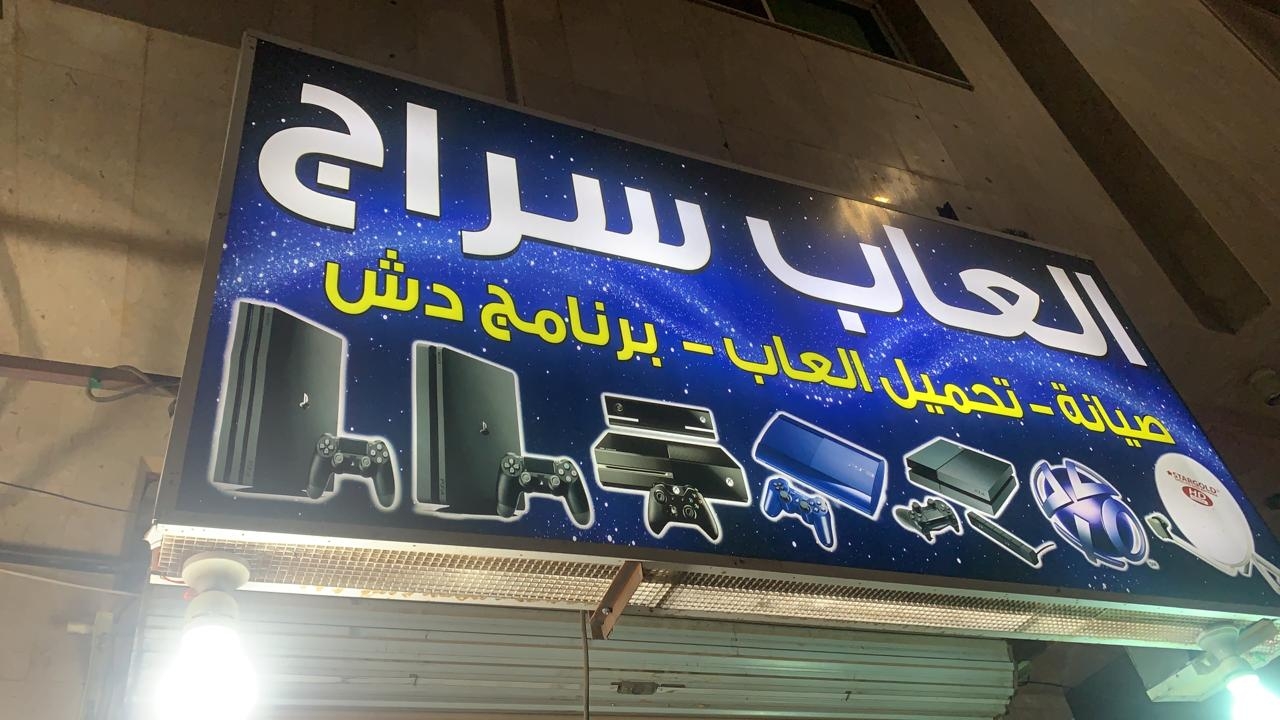 العاب سراج
صيانة - تحميل العاب - برنامج دش
STARGOLD
HD